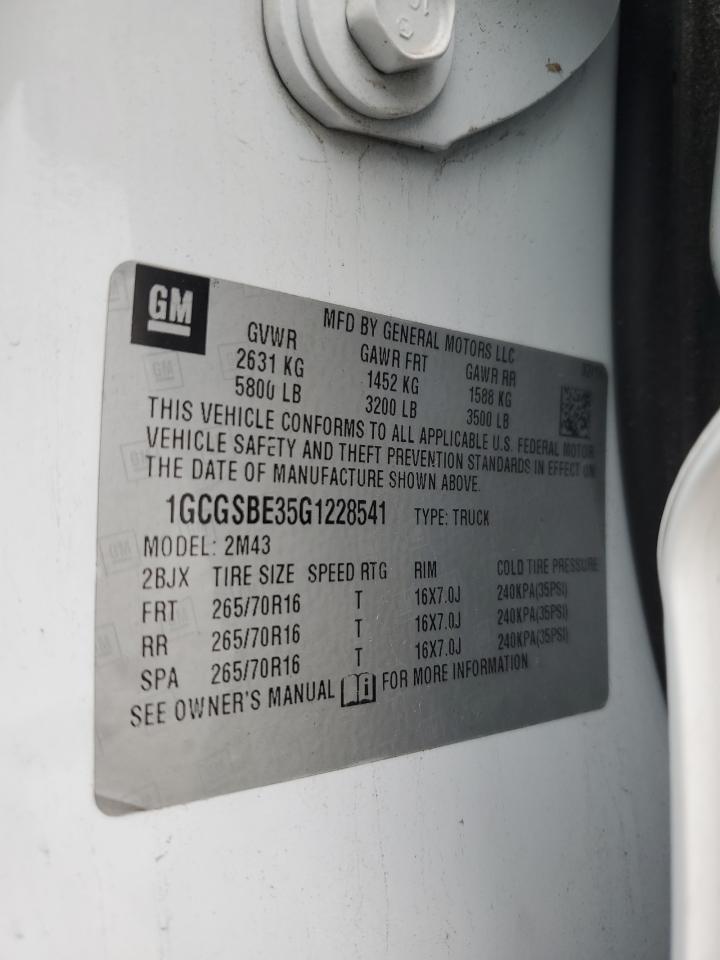 GM
MFD BY GENERAL MOTORS LLC
GVWR GAWR FRT GAWR RR
2631 KG 1452 KG 1588 KG
5800 LB 3200 LB 3500 LB
THIS VEHICLE CONFORMS TO ALL APPLICABLE U.S. FEDERAL MOTOR
VEHICLE SAFETY AND THEFT PREVENTION STANDARDS IN EFFECT ON
THE DATE OF MANUFACTURE SHOWN ABOVE.
1GCGSBE35G1228541 TYPE: TRUCK
MODEL: 2M43
2BJX TIRE SIZE SPEED RTG RIM COLD TIRE PRESSURE
FRT 265/70R16 T 16X7.0J 240KPA(35PSI)
RR 265/70R16 T 16X7.0J 240KPA(35PSI)
SPA 265/70R16 T 16X7.0J 240KPA(35PSI)
SEE OWNER'S MANUAL i FOR MORE INFORMATION